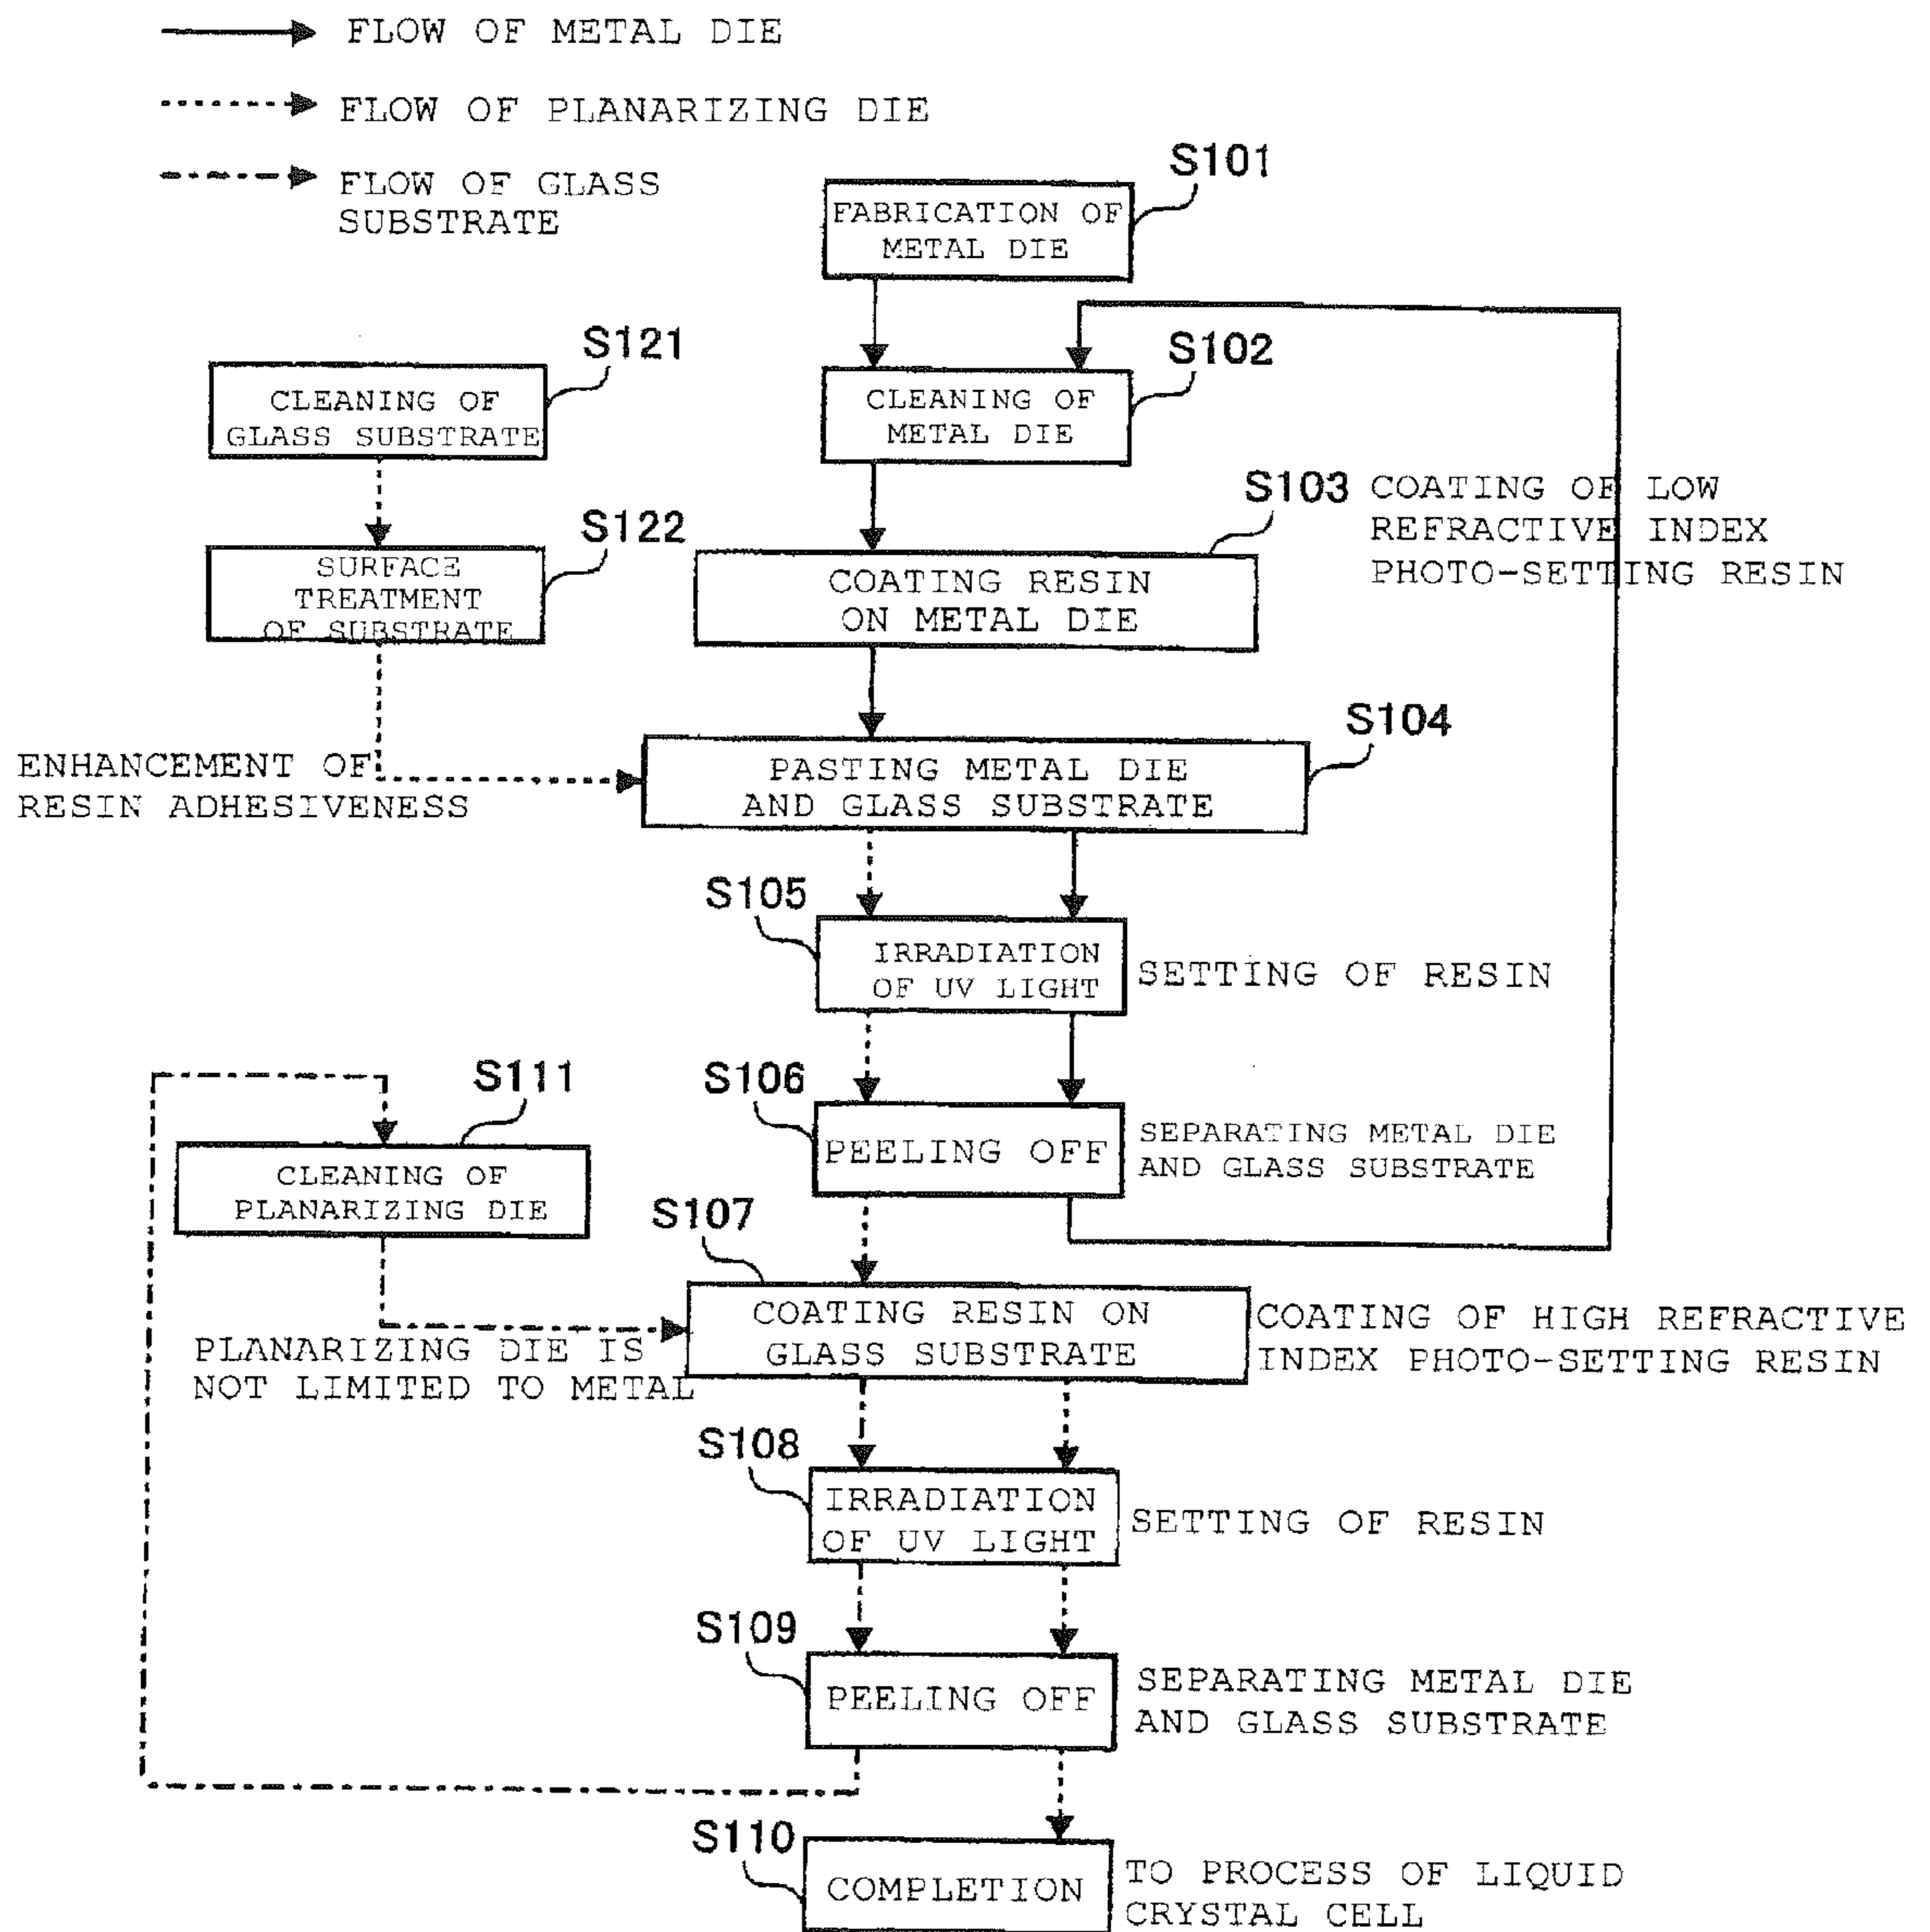 FLOW OF METAL DIE
FLOW OF PLANARIZING DIE
FLOW OF GLASS
SUBSTRATE
S101
FABRICATION OF
METAL DIE
S121
CLEANING OF
GLASS SUBSTRATE
S102
CLEANING OF
METAL DIE
S122
SURFACE
TREATMENT
OF SUBSTRATE
S103
COATING OF LOW
REFRACTIVE INDEX
PHOTO-SETTING RESIN
COATING RESIN
ON METAL DIE
ENHANCEMENT OF
RESIN ADHESIVENESS
S104
PASTING METAL DIE
AND GLASS SUBSTRATE
S105
IRRADIATION
OF UV LIGHT
SETTING OF RESIN
S106
PEELING OFF
SEPARATING METAL DIE
AND GLASS SUBSTRATE
S111
CLEANING OF
PLANARIZING DIE
S107
COATING RESIN ON
GLASS SUBSTRATE
COATING OF HIGH REFRACTIVE
INDEX PHOTO-SETTING RESIN
PLANARIZING DIE IS
NOT LIMITED TO METAL
S108
IRRADIATION
OF UV LIGHT
SETTING OF RESIN
S109
PEELING OFF
SEPARATING METAL DIE
AND GLASS SUBSTRATE
S110
COMPLETION
TO PROCESS OF LIQUID
CRYSTAL CELL